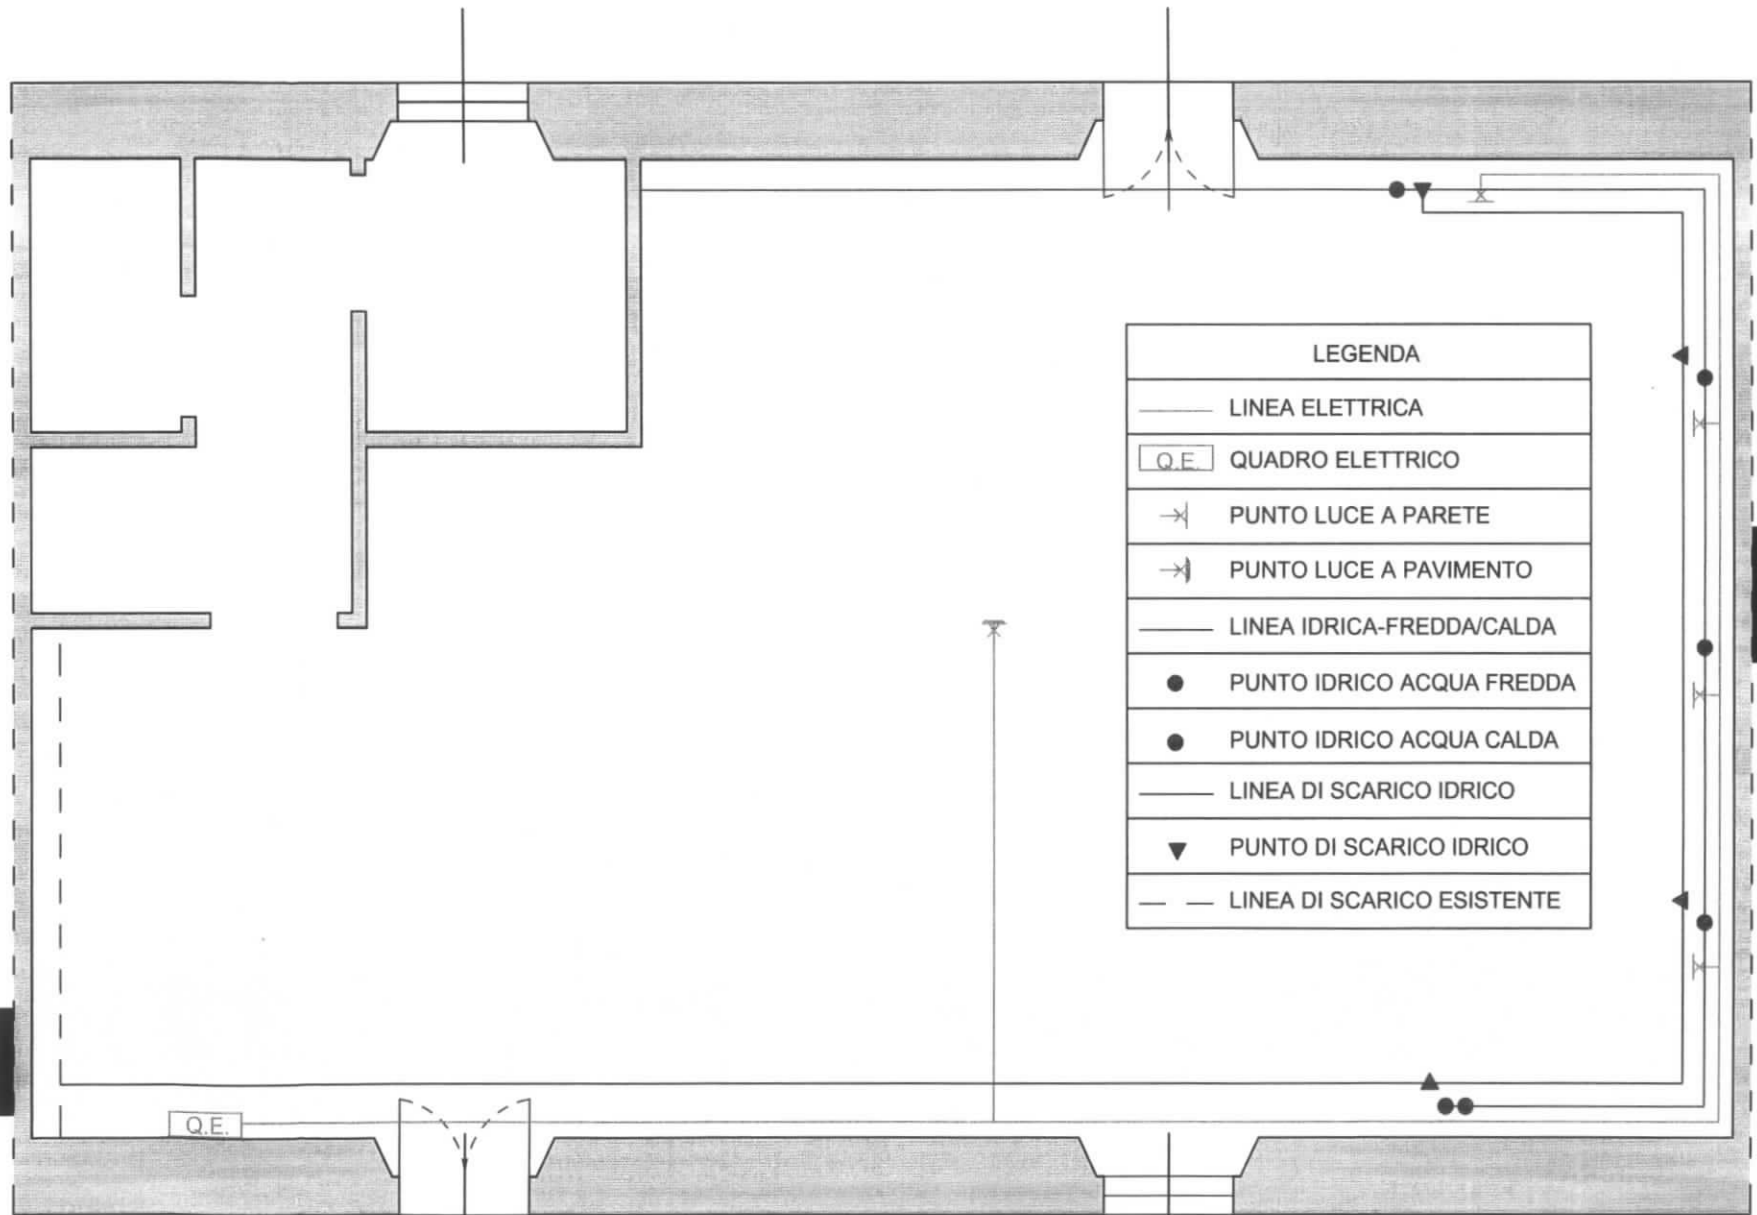 LEGENDA
LINEA ELETTRICA
Q.E. QUADRO ELETTRICO
PUNTO LUCE A PARETE
PUNTO LUCE A PAVIMENTO
LINEA IDRICA-FREDDA/CALDA
PUNTO IDRICO ACQUA FREDDA
PUNTO IDRICO ACQUA CALDA
LINEA DI SCARICO IDRICO
PUNTO DI SCARICO IDRICO
LINEA DI SCARICO ESISTENTE
Q.E.